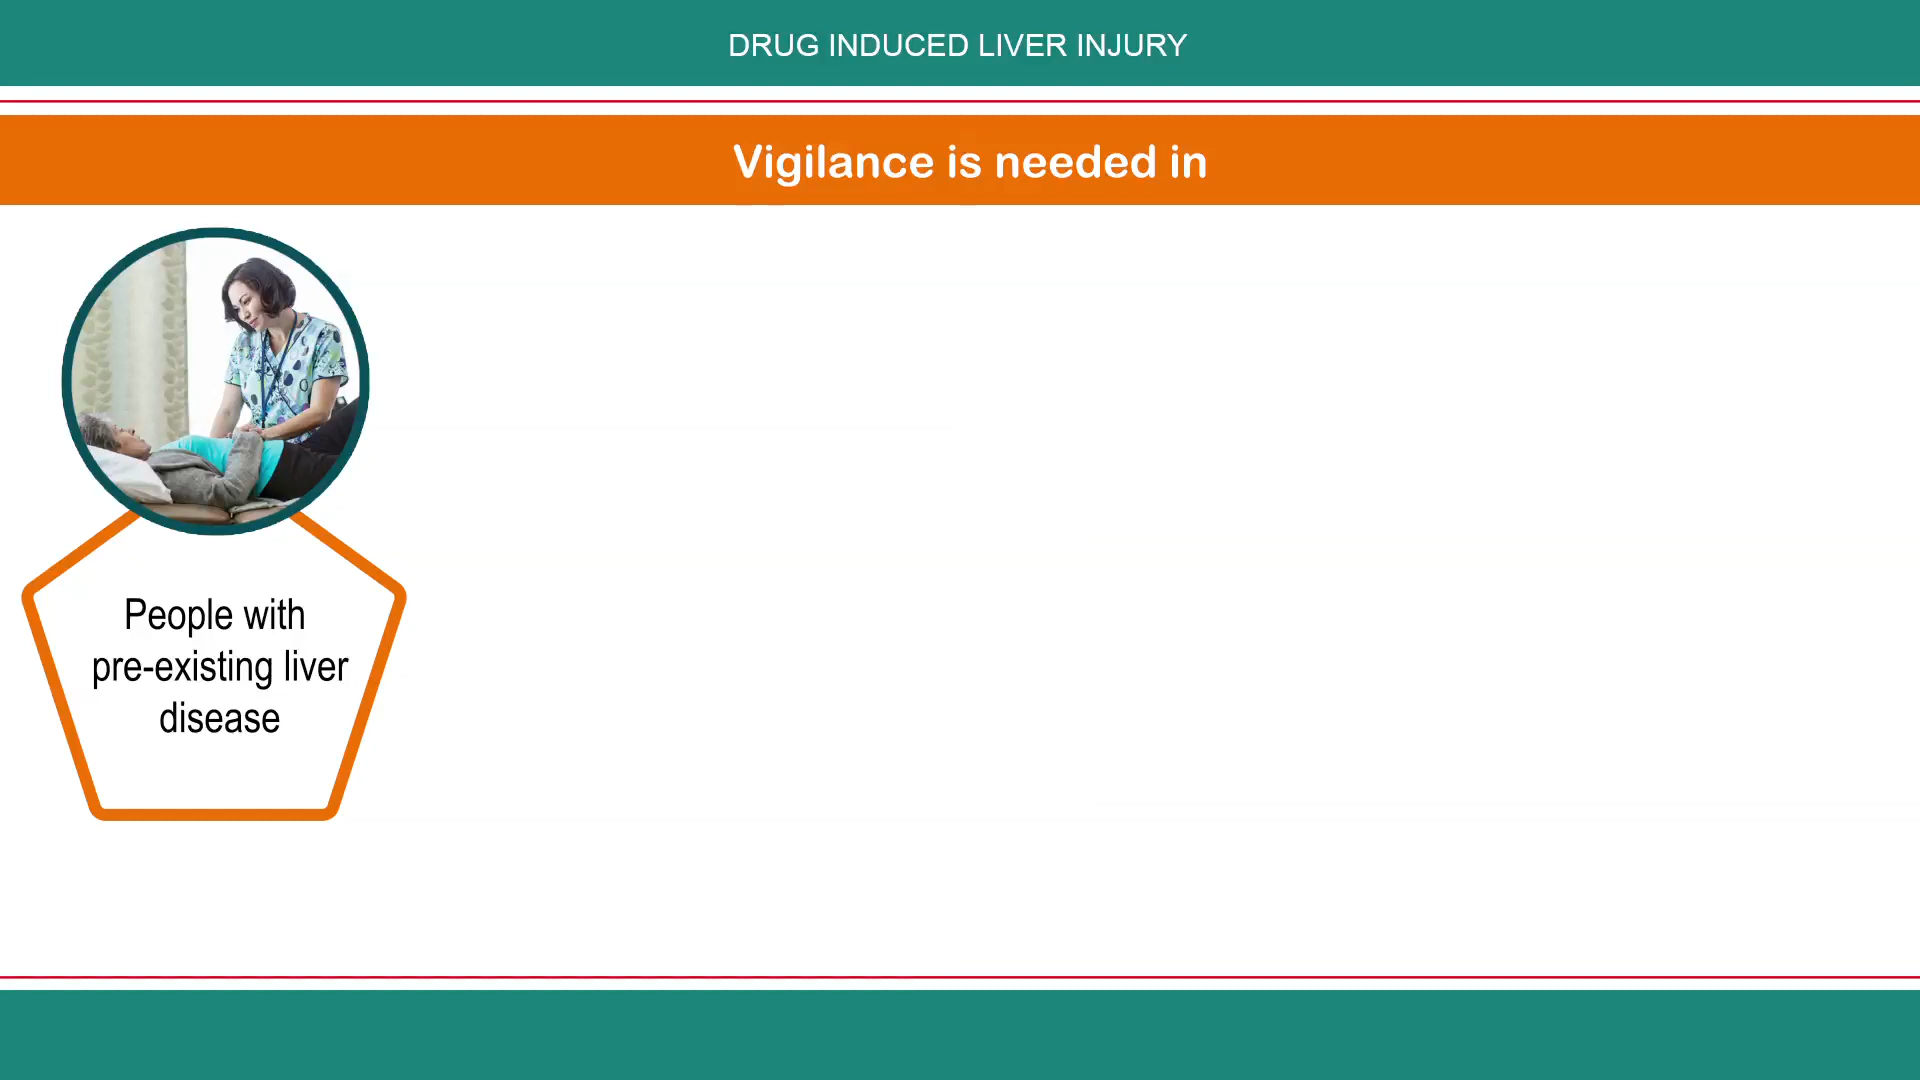 DRUG INDUCED LIVER INJURY
Vigilance is needed in
People with
pre-existing liver
disease